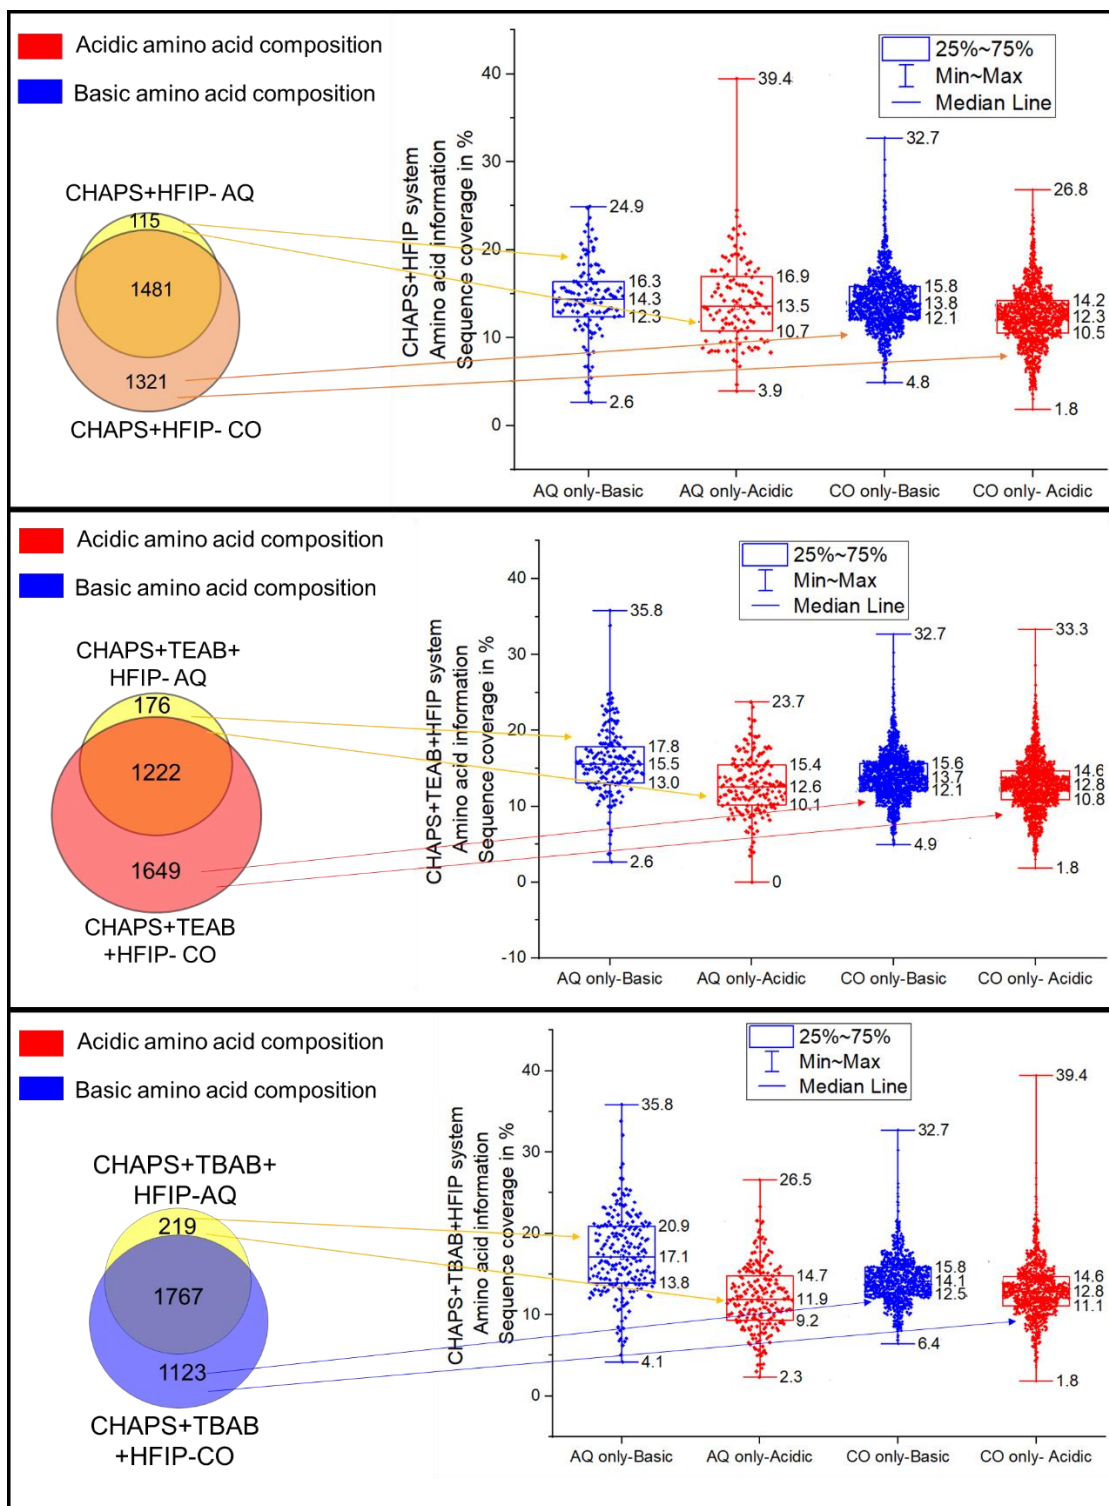 Acidic amino acid composition
Basic amino acid composition
CHAPS+HFIP- AQ
115
1481
1321
CHAPS+HFIP- CO
CHAPS+HFIP system
Amino acid information
Sequence coverage in %
40
30
20
10
0
25%~75%
Min~Max
Median Line
24.9
16.3
14.3
12.3
2.6
39.4
16.9
13.5
10.7
3.9
32.7
15.8
13.8
12.1
4.8
26.8
14.2
12.3
10.5
1.8
AQ only-Basic
AQ only-Acidic
CO only-Basic
CO only- Acidic
Acidic amino acid composition
Basic amino acid composition
CHAPS+TEAB+
HFIP- AQ
176
1222
1649
CHAPS+TEAB
+HFIP- CO
CHAPS+TEAB+HFIP system
Amino acid information
Sequence coverage in %
40
30
20
10
0
-10
25%~75%
Min~Max
Median Line
35.8
17.8
15.5
13.0
2.6
23.7
15.4
12.6
10.1
0
32.7
15.6
13.7
12.1
4.9
33.3
14.6
12.8
10.8
1.8
AQ only-Basic
AQ only-Acidic
CO only-Basic
CO only- Acidic
Acidic amino acid composition
Basic amino acid composition
CHAPS+TBAB+
HFIP-AQ
219
1767
1123
CHAPS+TBAB
+HFIP-CO
CHAPS+TBAB+HFIP system
Amino acid information
Sequence coverage in %
40
30
20
10
0
25%~75%
Min~Max
Median Line
35.8
20.9
17.1
13.8
4.1
26.5
14.7
11.9
9.2
2.3
32.7
15.8
14.1
12.5
6.4
39.4
14.6
12.8
11.1
1.8
AQ only-Basic
AQ only-Acidic
CO only-Basic
CO only- Acidic